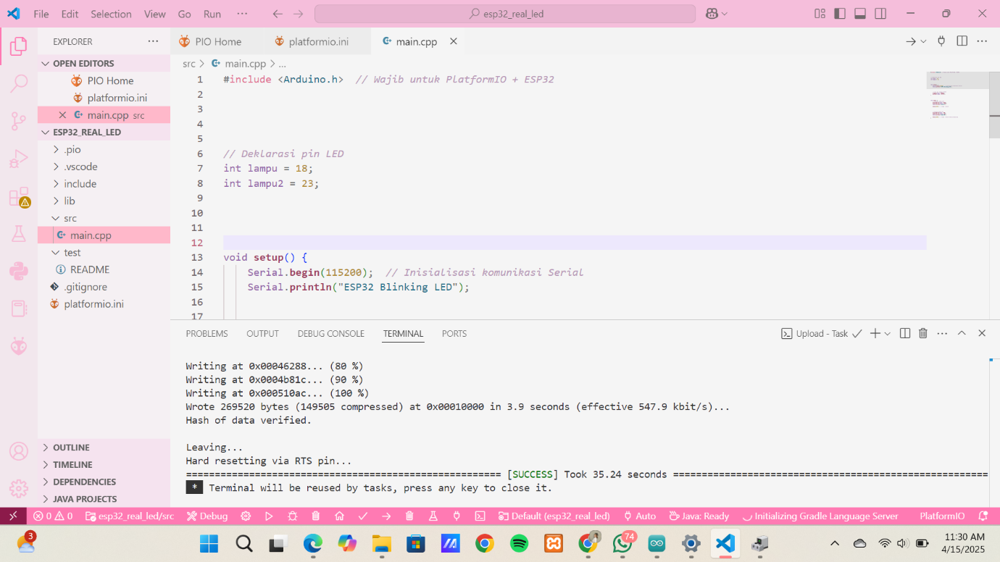 File Edit Selection View Go Run ···
esp32_real_led
EXPLORER ···
OPEN EDITORS
PIO Home
platformio.ini
main.cpp src
ESP32_REAL_LED
.pio
.vscode
include
lib
src
main.cpp
test
README
.gitignore
platformio.ini
OUTLINE
TIMELINE
DEPENDENCIES
JAVA PROJECTS
PIO Home platformio.ini main.cpp
src > main.cpp > ...
1 #include <Arduino.h> // Wajib untuk PlatformIO + ESP32
2
3
4
5
6 // Deklarasi pin LED
7 int lampu = 18;
8 int lampu2 = 23;
9
10
11
12
13 void setup() {
14 Serial.begin(115200); // Inisialisasi komunikasi Serial
15 Serial.println("ESP32 Blinking LED");
16
17
PROBLEMS OUTPUT DEBUG CONSOLE TERMINAL PORTS Upload - Task
Writing at 0x00046288... (80 %)
Writing at 0x0004b81c... (90 %)
Writing at 0x000510ac... (100 %)
Wrote 269520 bytes (149505 compressed) at 0x00010000 in 3.9 seconds (effective 547.9 kbit/s)...
Hash of data verified.
Leaving...
Hard resetting via RTS pin...
======================================================= [SUCCESS] Took 35.24 seconds =======================================================
* Terminal will be reused by tasks, press any key to close it.
0 0 esp32_real_led/src Debug Default (esp32_real_led) Auto Java: Ready Initializing Gradle Language Server PlatformIO
3 74 11:30 AM
4/15/2025